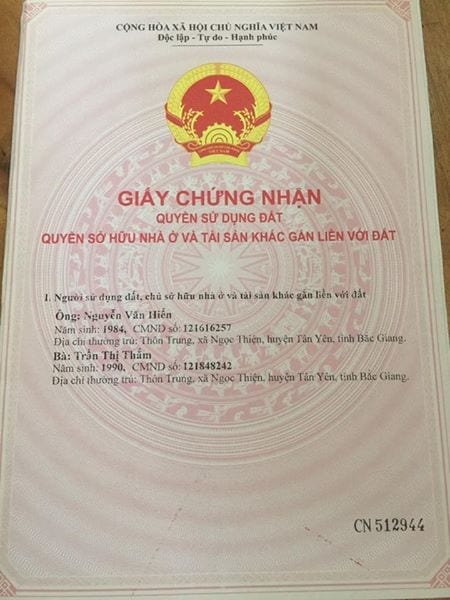 CỘNG HÒA XÃ HỘI CHỦ NGHĨA VIỆT NAM
Độc lập - Tự do - Hạnh phúc
GIẤY CHỨNG NHẬN
QUYỀN SỬ DỤNG ĐẤT
QUYỀN SỞ HỮU NHÀ Ở VÀ TÀI SẢN KHÁC GẮN LIỀN VỚI ĐẤT
I. Người sử dụng đất, chủ sở hữu nhà ở và tài sản khác gắn liền với đất
Ông: Nguyễn Văn Hiến
Năm sinh: 1984, CMND số: 121616257
Địa chỉ thường trú: Thôn Trung, xã Ngọc Thiện, huyện Tân Yên, tỉnh Bắc Giang.
Bà: Trần Thị Thắm
Năm sinh: 1990, CMND số: 121848242
Địa chỉ thường trú: Thôn Trung, xã Ngọc Thiện, huyện Tân Yên, tỉnh Bắc Giang.
CN 512944